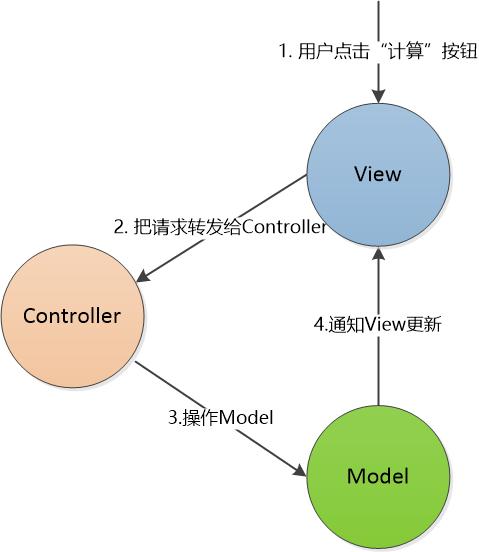 1. 用户点击“计算”按钮
View
2. 把请求转发给Controller
Controller
4.通知View更新
3.操作Model
Model